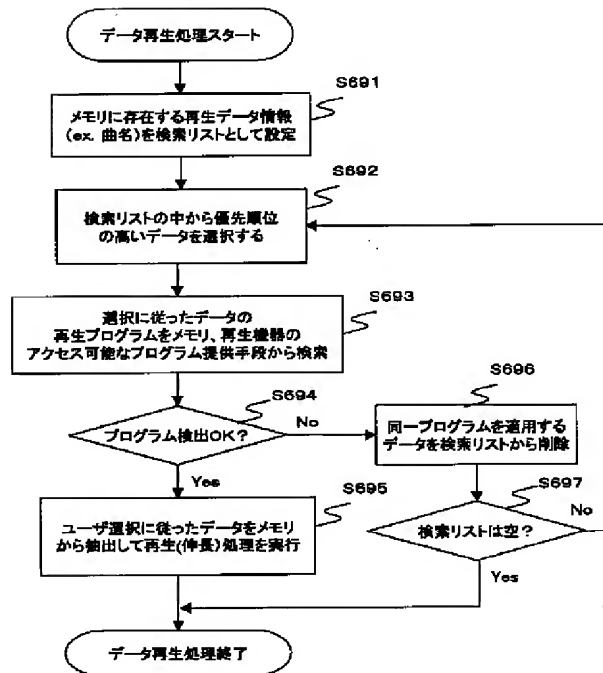 データ再生処理スタート
S691
メモリに存在する再生データ情報
(ex. 曲名)を検索リストとして設定
S692
検索リストの中から優先順位
の高いデータを選択する
S693
選択に従ったデータの
再生プログラムをメモリ、再生機器の
アクセス可能なプログラム提供手段から検索
S694
プログラム検出OK?
No
Yes
S696
同一プログラムを適用する
データを検索リストから削除
S695
ユーザ選択に従ったデータをメモリ
から抽出して再生(伸長)処理を実行
S697
検索リストは空?
No
Yes
データ再生処理終了